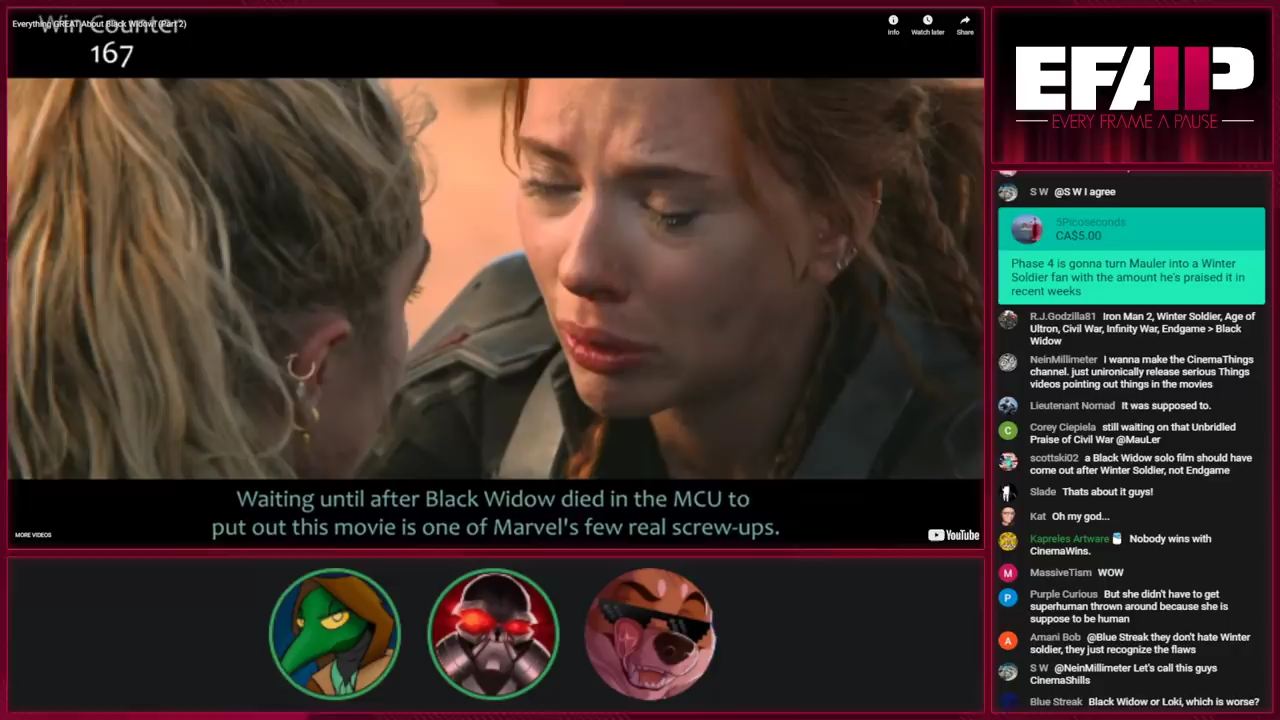 Everything GREAT About Black Widow! (Part 2)
Win Counter
167
Info
Watch later
Share
Waiting until after Black Widow died in the MCU to
put out this movie is one of Marvel's few real screw-ups.
MORE VIDEOS
YouTube
EFAP
EVERY FRAME A PAUSE
S W @S W I agree
5Picoseconds
CA$5.00
Phase 4 is gonna turn Mauler into a Winter
Soldier fan with the amount he's praised it in
recent weeks
R.J.Godzilla81 Iron Man 2, Winter Soldier, Age of
Ultron, Civil War, Infinity War, Endgame > Black
Widow
NeinMillimeter I wanna make the CinemaThings
channel. just unironically release serious Things
videos pointing out things in the movies
Lieutenant Nomad It was supposed to.
C
Corey Ciepiela still waiting on that Unbridled
Praise of Civil War @MauLer
scottski02 a Black Widow solo film should have
come out after Winter Soldier, not Endgame
Slade Thats about it guys!
Kat Oh my god...
Kapreles Artware Nobody wins with
CinemaWins.
M
MassiveTism WOW
P
Purple Curious But she didn't have to get
superhuman thrown around because she is
suppose to be human
A
Amani Bob @Blue Streak they don't hate Winter
soldier, they just recognize the flaws
S W @NeinMillimeter Let's call this guys
CinemaShills
Blue Streak Black Widow or Loki, which is worse?